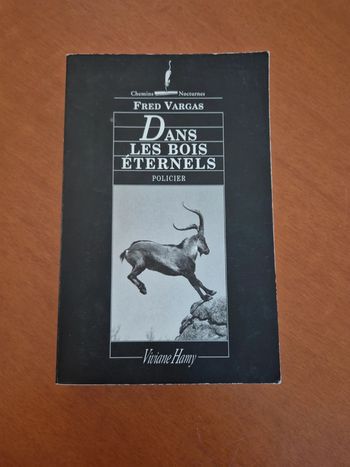 Chemins Nocturnes
FRED VARGAS
DANS
LES BOIS
ÉTERNELS
POLICIER
Viviane Hamy